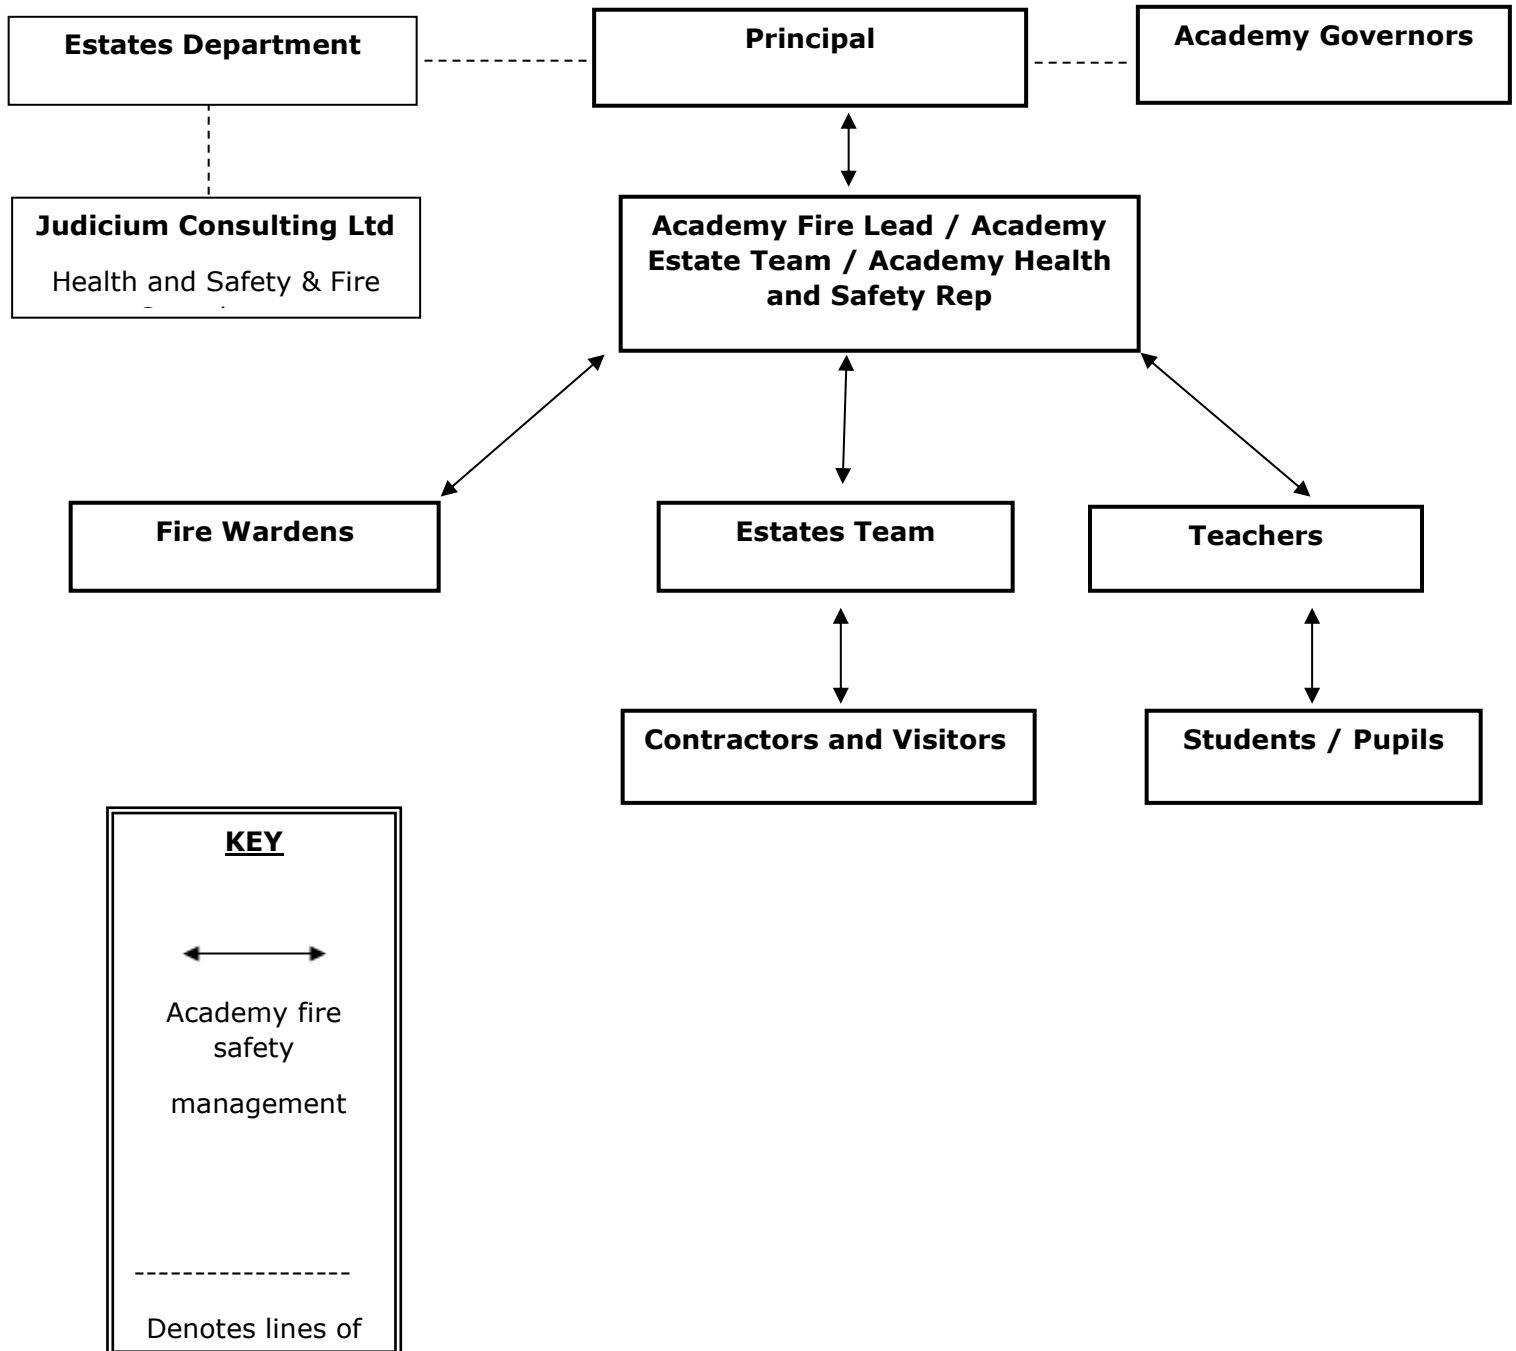 Estates Department
Principal
Academy Governors
Judicium Consulting Ltd
Health and Safety & Fire
Academy Fire Lead / Academy
Estate Team / Academy Health
and Safety Rep
Fire Wardens
Estates Team
Teachers
Contractors and Visitors
Students / Pupils
KEY
Academy fire
safety
management
Denotes lines of